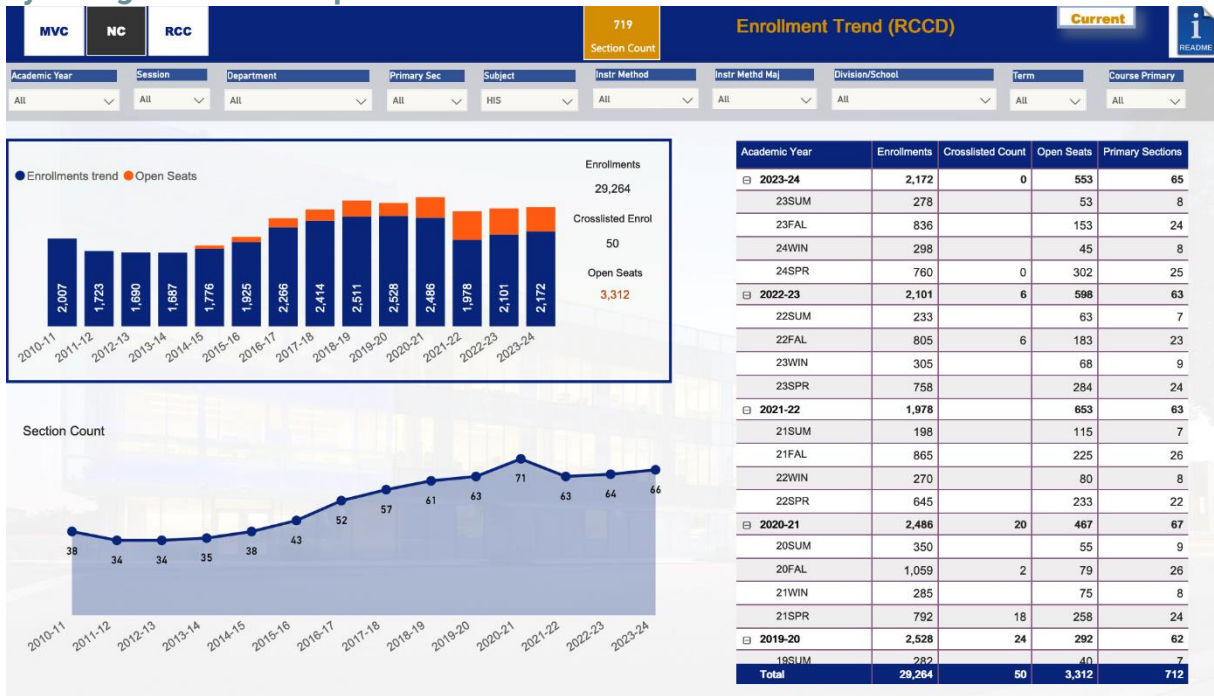 MVC NC RCC
719
Section Count
Enrollment Trend (RCCD)
Current
i
README
Academic Year Session Department Primary Sec Subject Instr Method Instr Methd Maj Division/School Term Course Primary
All All All All HIS All All All All All
Enrollments trend Open Seats
Enrollments
29,264
Crosslisted Enrol
50
Open Seats
3,312
2,007 1,723 1,690 1,687 1,776 1,925 2,266 2,414 2,511 2,528 2,486 1,978 2,101 2,172
2010-11 2011-12 2012-13 2013-14 2014-15 2015-16 2016-17 2017-18 2018-19 2019-20 2020-21 2021-22 2022-23 2023-24
Section Count
38 34 34 35 38 43 52 57 61 63 71 63 64 66
2010-11 2011-12 2012-13 2013-14 2014-15 2015-16 2016-17 2017-18 2018-19 2019-20 2020-21 2021-22 2022-23 2023-24
Academic Year Enrollments Crosslisted Count Open Seats Primary Sections
2023-24 2,172 0 553 65
23SUM 278 53 8
23FAL 836 153 24
24WIN 298 45 8
24SPR 760 0 302 25
2022-23 2,101 6 598 63
22SUM 233 63 7
22FAL 805 6 183 23
23WIN 305 68 9
23SPR 758 284 24
2021-22 1,978 653 63
21SUM 198 115 7
21FAL 865 225 26
22WIN 270 80 8
22SPR 645 233 22
2020-21 2,486 20 467 67
20SUM 350 55 9
20FAL 1,059 2 79 26
21WIN 285 75 8
21SPR 792 18 258 24
2019-20 2,528 24 292 62
19SUM 282 40 7
Total 29,264 50 3,312 712